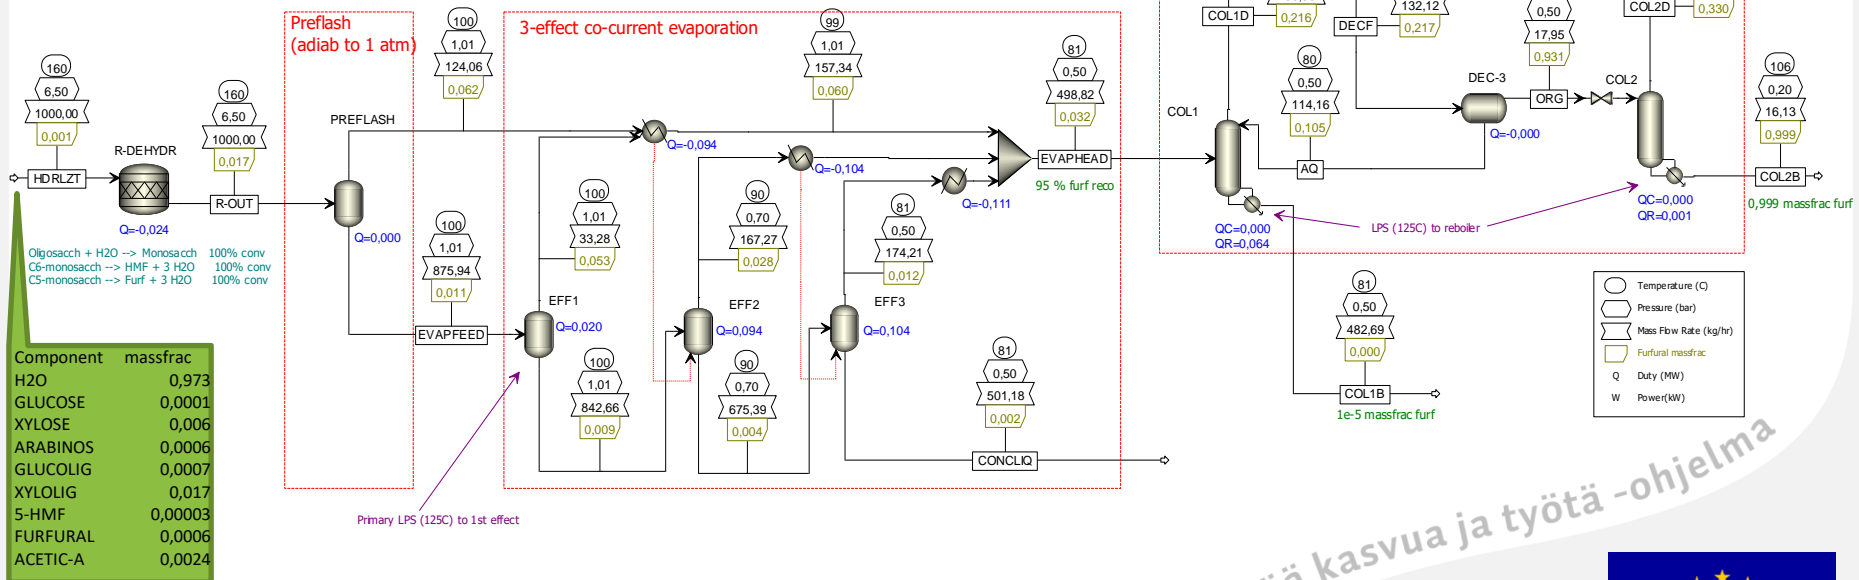 Preflash
(adiab to 1 atm)
3-effect co-current evaporation
160
6,50
1000,00
0,001
HDRLZT
R-DEHYDR
Q=-0,024
160
6,50
1000,00
0,017
R-OUT
Oligosacch + H2O --> Monosacch 100% conv
C6-monosacch --> HMF + 3 H2O 100% conv
C5-monosacch --> Furf + 3 H2O 100% conv
PREFLASH
Q=0,000
100
1,01
124,06
0,062
100
1,01
875,94
0,011
EVAPFEED
EFF1
Q=0,020
100
1,01
33,28
0,053
100
1,01
842,66
0,009
Q=-0,094
99
1,01
157,34
0,060
EFF2
Q=0,094
90
0,70
167,27
0,028
90
0,70
675,39
0,004
Q=-0,104
EFF3
Q=0,104
81
0,50
174,21
0,012
Q=-0,111
81
0,50
501,18
0,002
CONCLIQ
81
0,50
498,82
0,032
EVAPHEAD
95 % furf reco
COL1D
0,216
DECF
132,12
0,217
COL1
QC=0,000
QR=0,064
80
0,50
114,16
0,105
AQ
DEC-3
Q=-0,000
0,50
17,95
0,931
ORG
COL2
COL2D
0,330
QC=0,000
QR=0,001
106
0,20
16,13
0,999
COL2B
0,999 massfrac furf
LPS (125C) to reboiler
81
0,50
482,69
0,000
COL1B
1e-5 massfrac furf
Primary LPS (125C) to 1st effect
Temperature (C)
Pressure (bar)
Mass Flow Rate (kg/hr)
Furfural massfrac
Q Duty (MW)
W Power(kW)
Component massfrac
H2O 0,973
GLUCOSE 0,0001
XYLOSE 0,006
ARABINOS 0,0006
GLUCOLIG 0,0007
XYLOLIG 0,017
5-HMF 0,00003
FURFURAL 0,0006
ACETIC-A 0,0024
kasvua ja työtä -ohjelma